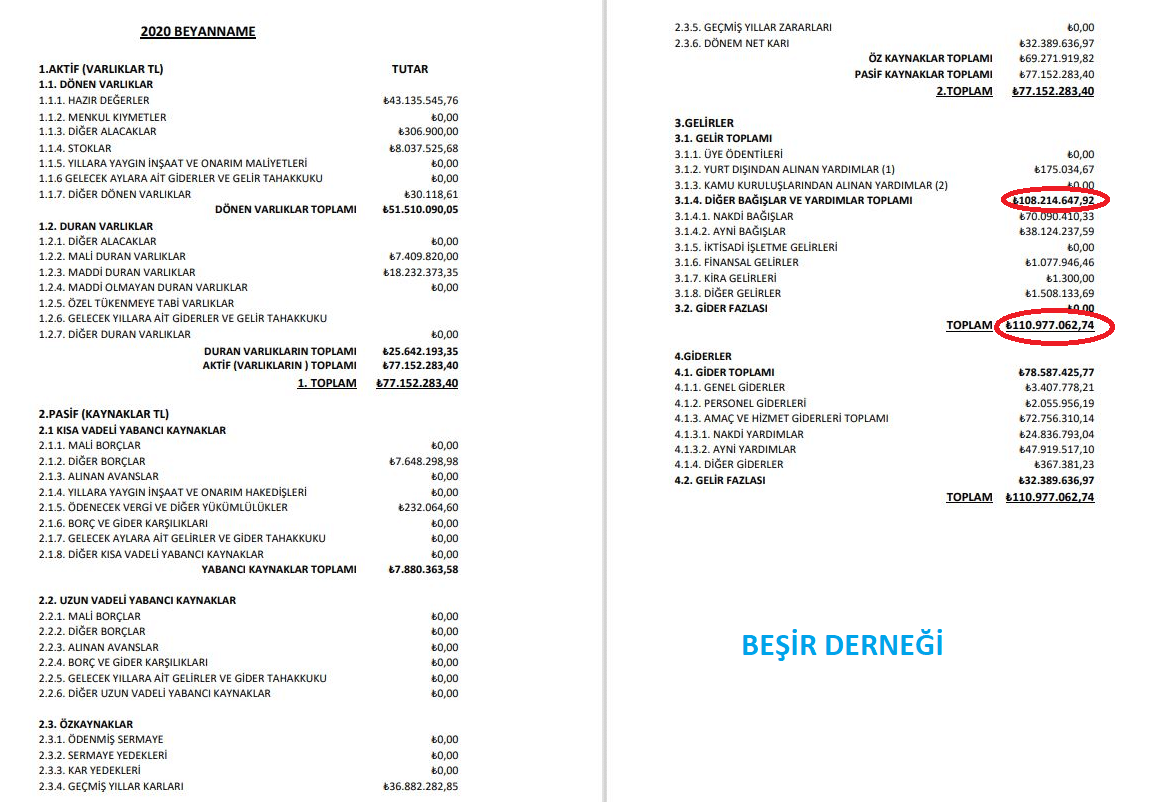 2020 BEYANNAME
1.AKTİF (VARLIKLAR TL) TUTAR
1.1. DÖNEN VARLIKLAR
1.1.1. HAZIR DEĞERLER ₺43.135.545,76
1.1.2. MENKUL KIYMETLER ₺0,00
1.1.3. DİĞER ALACAKLAR ₺306.900,00
1.1.4. STOKLAR ₺8.037.525,68
1.1.5. YILLARA YAYGIN İNŞAAT VE ONARIM MALİYETLERİ ₺0,00
1.1.6 GELECEK AYLARA AİT GİDERLER VE GELİR TAHAKKUKU ₺0,00
1.1.7. DİĞER DÖNEN VARLIKLAR ₺30.118,61
DÖNEN VARLIKLAR TOPLAMI ₺51.510.090,05
1.2. DURAN VARLIKLAR
1.2.1. DİĞER ALACAKLAR ₺0,00
1.2.2. MALİ DURAN VARLIKLAR ₺7.409.820,00
1.2.3. MADDİ DURAN VARLIKLAR ₺18.232.373,35
1.2.4. MADDİ OLMAYAN DURAN VARLIKLAR ₺0,00
1.2.5. ÖZEL TÜKENMEYE TABİ VARLIKLAR
1.2.6. GELECEK YILLARA AİT GİDERLER VE GELİR TAHAKKUKU
1.2.7. DİĞER DURAN VARLIKLAR ₺0,00
DURAN VARLIKLARIN TOPLAMI ₺25.642.193,35
AKTİF (VARLIKLARIN ) TOPLAMI ₺77.152.283,40
1. TOPLAM ₺77.152.283,40
2.PASİF (KAYNAKLAR TL)
2.1 KISA VADELİ YABANCI KAYNAKLAR
2.1.1. MALİ BORÇLAR ₺0,00
2.1.2. DİĞER BORÇLAR ₺7.648.298,98
2.1.3. ALINAN AVANSLAR ₺0,00
2.1.4. YILLARA YAYGIN İNŞAAT VE ONARIM HAKEDİŞLERİ ₺0,00
2.1.5. ÖDENECEK VERGİ VE DİĞER YÜKÜMLÜLÜKLER ₺232.064,60
2.1.6. BORÇ VE GİDER KARŞILIKLARI ₺0,00
2.1.7. GELECEK AYLARA AİT GELİRLER VE GİDER TAHAKKUKU ₺0,00
2.1.8. DİĞER KISA VADELİ YABANCI KAYNAKLAR ₺0,00
YABANCI KAYNAKLAR TOPLAMI ₺7.880.363,58
2.2. UZUN VADELİ YABANCI KAYNAKLAR
2.2.1. MALİ BORÇLAR ₺0,00
2.2.2. DİĞER BORÇLAR ₺0,00
2.2.3. ALINAN AVANSLAR ₺0,00
2.2.4. BORÇ VE GİDER KARŞILIKLARI ₺0,00
2.2.5. GELECEK YILLARA AİT GELİRLER VE GİDER TAHAKKUKU ₺0,00
2.2.6. DİĞER UZUN VADELİ YABANCI KAYNAKLAR ₺0,00
2.3. ÖZKAYNAKLAR
2.3.1. ÖDENMİŞ SERMAYE ₺0,00
2.3.2. SERMAYE YEDEKLERİ ₺0,00
2.3.3. KAR YEDEKLERİ ₺0,00
2.3.4. GEÇMİŞ YILLAR KARLARI ₺36.882.282,85
2.3.5. GEÇMİŞ YILLAR ZARARLARI ₺0,00
2.3.6. DÖNEM NET KARI ₺32.389.636,97
ÖZ KAYNAKLAR TOPLAMI ₺69.271.919,82
PASİF KAYNAKLAR TOPLAMI ₺77.152.283,40
2.TOPLAM ₺77.152.283,40
3.GELİRLER
3.1. GELİR TOPLAMI
3.1.1. ÜYE ÖDENTİLERİ ₺0,00
3.1.2. YURT DIŞINDAN ALINAN YARDIMLAR (1) ₺175.034,67
3.1.3. KAMU KURULUŞLARINDAN ALINAN YARDIMLAR (2) ₺0,00
3.1.4. DİĞER BAĞIŞLAR VE YARDIMLAR TOPLAMI ₺108.214.647,92
3.1.4.1. NAKDİ BAĞIŞLAR ₺70.090.410,33
3.1.4.2. AYNİ BAĞIŞLAR ₺38.124.237,59
3.1.5. İKTİSADİ İŞLETME GELİRLERİ ₺0,00
3.1.6. FİNANSAL GELİRLER ₺1.077.946,46
3.1.7. KİRA GELİRLERİ ₺1.300,00
3.1.8. DİĞER GELİRLER ₺1.508.133,69
3.2. GİDER FAZLASI ₺0,00
TOPLAM ₺110.977.062,74
4.GİDERLER
4.1. GİDER TOPLAMI ₺78.587.425,77
4.1.1. GENEL GİDERLER ₺3.407.778,21
4.1.2. PERSONEL GİDERLERİ ₺2.055.956,19
4.1.3. AMAÇ VE HİZMET GİDERLERİ TOPLAMI ₺72.756.310,14
4.1.3.1. NAKDİ YARDIMLAR ₺24.836.793,04
4.1.3.2. AYNİ YARDIMLAR ₺47.919.517,10
4.1.4. DİĞER GİDERLER ₺367.381,23
4.2. GELİR FAZLASI ₺32.389.636,97
TOPLAM ₺110.977.062,74
BEŞİR DERNEĞİ